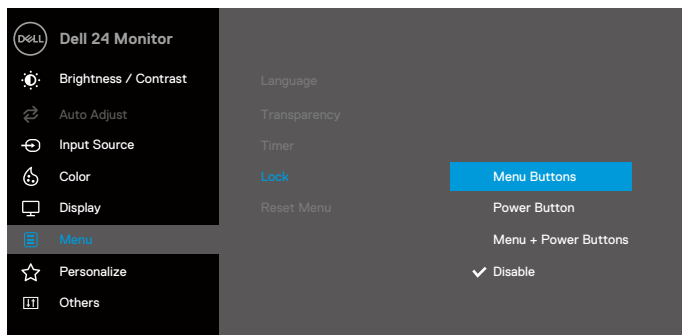 DELL
Dell 24 Monitor
Brightness / Contrast
Auto Adjust
Input Source
Color
Display
Menu
Personalize
Others
Language
Transparency
Timer
Lock
Reset Menu
Menu Buttons
Power Button
Menu + Power Buttons
Disable